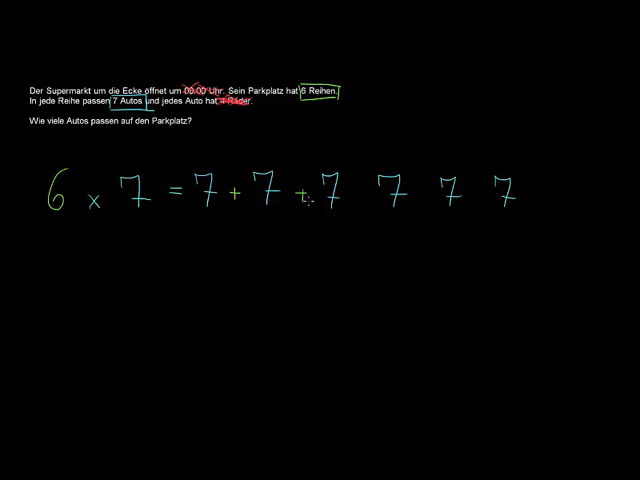 Der Supermarkt um die Ecke öffnet um 09:00 Uhr. Sein Parkplatz hat 6 Reihen.
In jede Reihe passen 7 Autos und jedes Auto hat 4 Räder.
Wie viele Autos passen auf den Parkplatz?
6 x 7 = 7 + 7 + 7 7 7 7